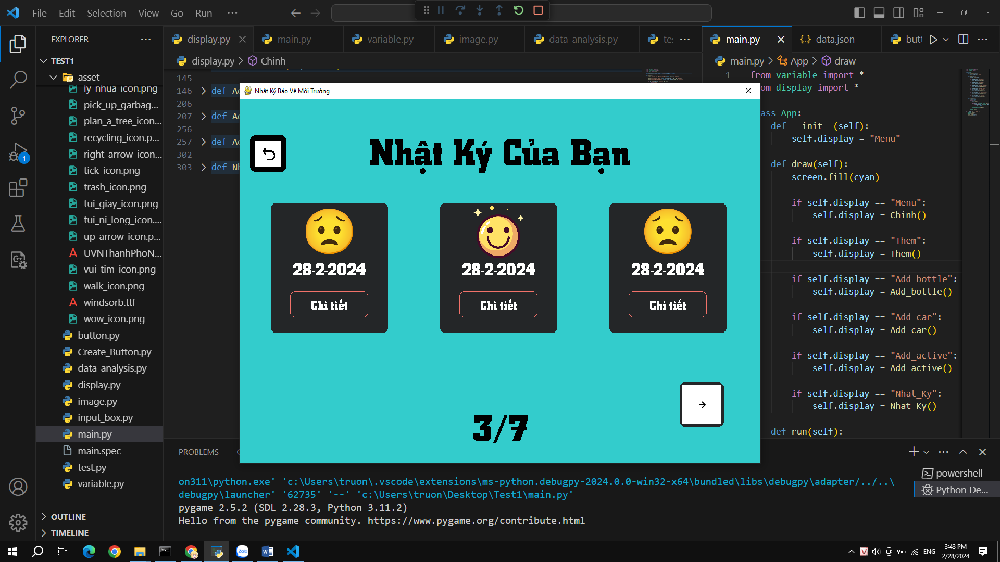 File Edit Selection View Go Run ···
EXPLORER
TEST1
asset
ly_nhua_icon.png
pick_up_garbag...
plan_a_tree_icon...
recycling_icon.p...
right_arrow_icon...
tick_icon.png
trash_icon.png
tui_giay_icon.png
tui_ni_long_icon....
up_arrow_icon.p...
UVNThanhPhoN...
vui_tim_icon.png
walk_icon.png
windsorb.ttf
wow_icon.png
button.py
Create_Button.py
data_analysis.py
display.py
image.py
input_box.py
main.py
main.spec
test.py
variable.py
OUTLINE
TIMELINE
1
display.py main.py variable.py image.py data_analysis.py
display.py > Chinh
145
146 def
206
207 def
256
257 def
302
303 def
Nhật Ký Bảo Vệ Môi Trường
Nhật Ký Của Bạn
28-2-2024
Chi tiết
28-2-2024
Chi tiết
28-2-2024
Chi tiết
3/7
main.py data.json
main.py > App > draw
1 from variable import *
display import *
App:
def __init__(self):
self.display = "Menu"
def draw(self):
screen.fill(cyan)
if self.display == "Menu":
self.display = Chinh()
if self.display == "Them":
self.display = Them()
if self.display == "Add_bottle":
self.display = Add_bottle()
if self.display == "Add_car":
self.display = Add_car()
if self.display == "Add_active":
self.display = Add_active()
if self.display == "Nhat_Ky":
self.display = Nhat_Ky()
def run(self):
PROBLEMS
on311\python.exe' 'c:\Users\truon\.vscode\extensions\ms-python.debugpy-2024.0.0-win32-x64\bundled\libs\debugpy\adapter/../..\
debugpy\launcher' '62735' '--' 'c:\Users\truon\Desktop\Test1\main.py'
pygame 2.5.2 (SDL 2.28.3, Python 3.11.2)
Hello from the pygame community. https://www.pygame.org/contribute.html
powershell
Python De...
Zalo
ENG
3:43 PM
2/28/2024